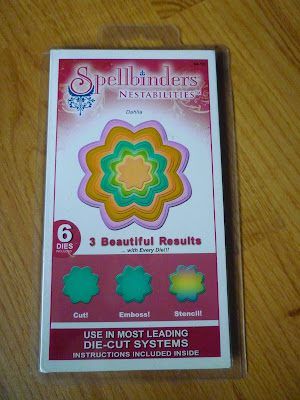 Spellbinders
NESTABILITIES™
Dahlia
6
DIES
3 Beautiful Results
... with Every Die!!!
Cut!
Emboss!
Stencil!
USE IN MOST LEADING
DIE-CUT SYSTEMS
INSTRUCTIONS INCLUDED INSIDE